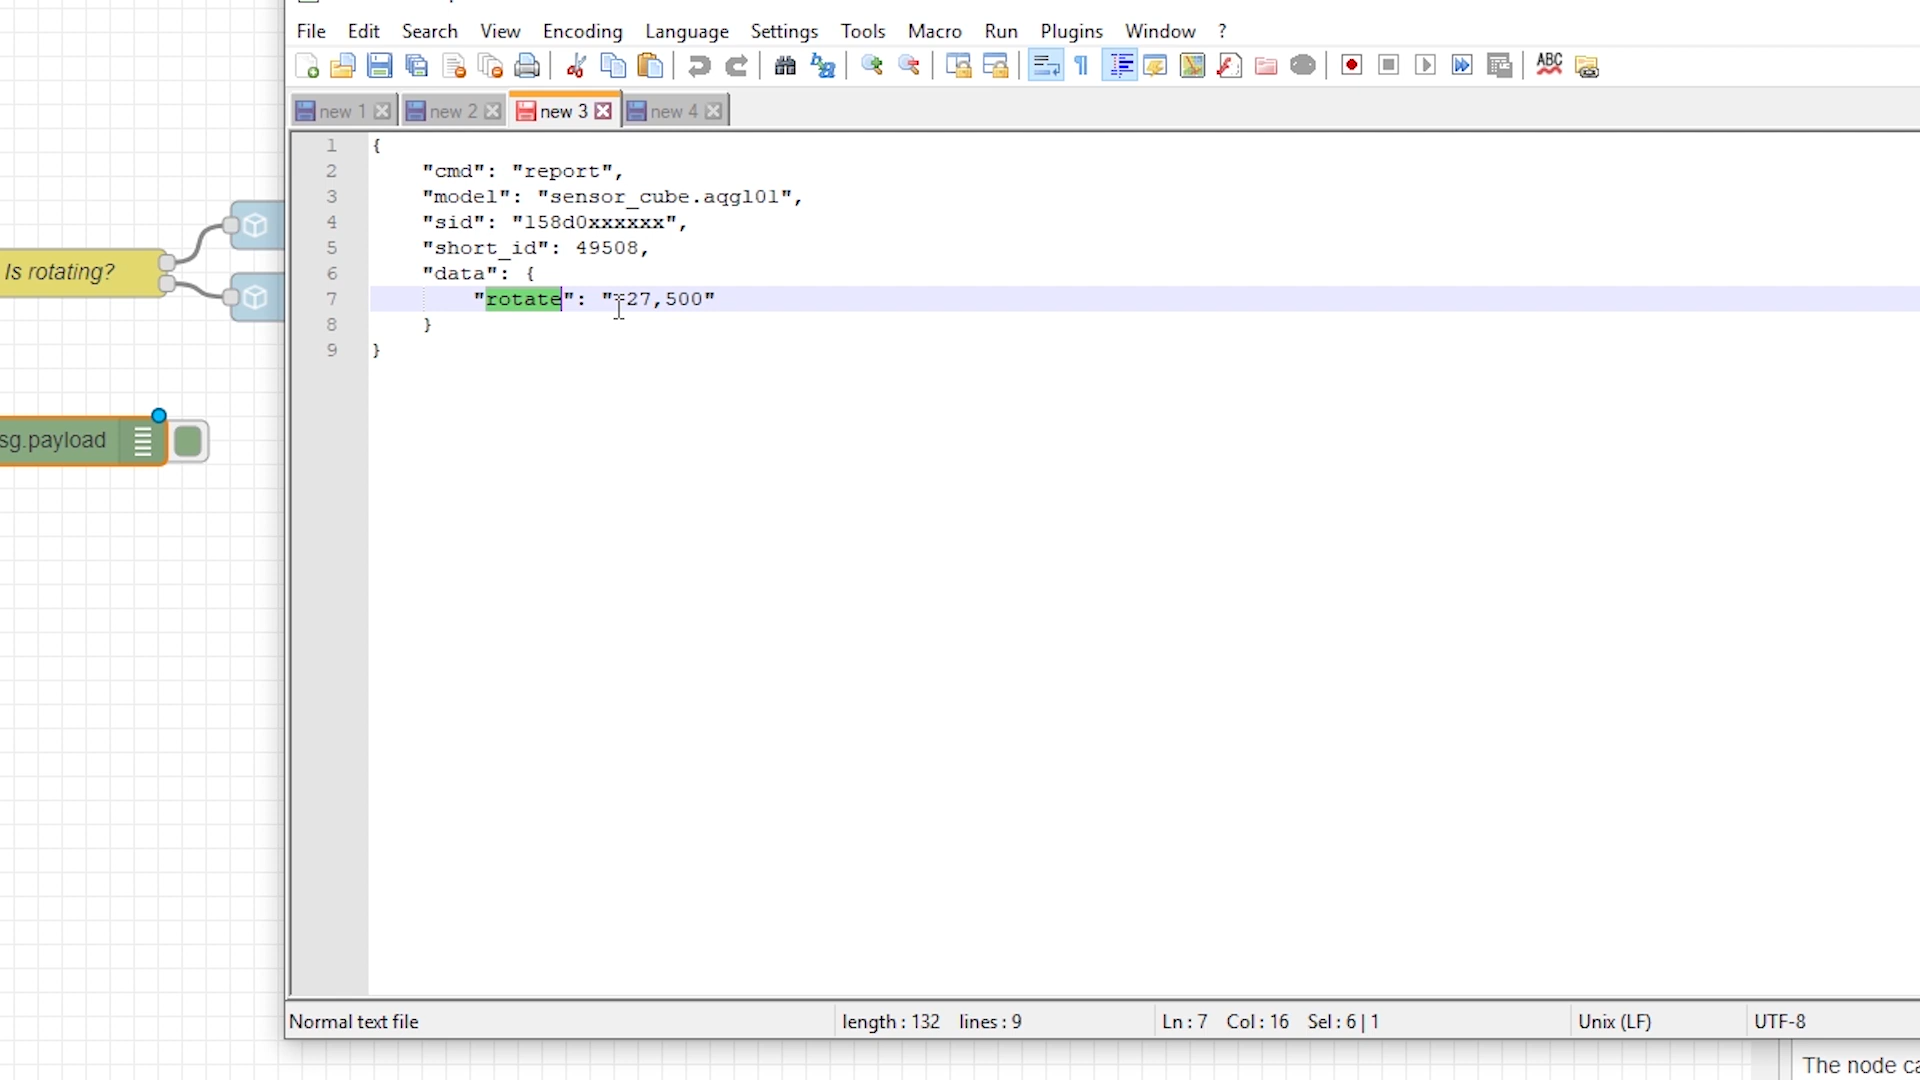 File Edit Search View Encoding Language Settings Tools Macro Run Plugins Window ?
ABC
new 1 new 2 new 3 new 4
1 {
2 "cmd": "report",
3 "model": "sensor_cube.aqgl01",
4 "sid": "158d0xxxxxx",
5 "short_id": 49508,
6 "data": {
7 "rotate": "-27,500"
8 }
9 }
Is rotating?
sg.payload
Normal text file length : 132 lines : 9 Ln : 7 Col : 16 Sel : 6 | 1 Unix (LF) UTF-8
The node